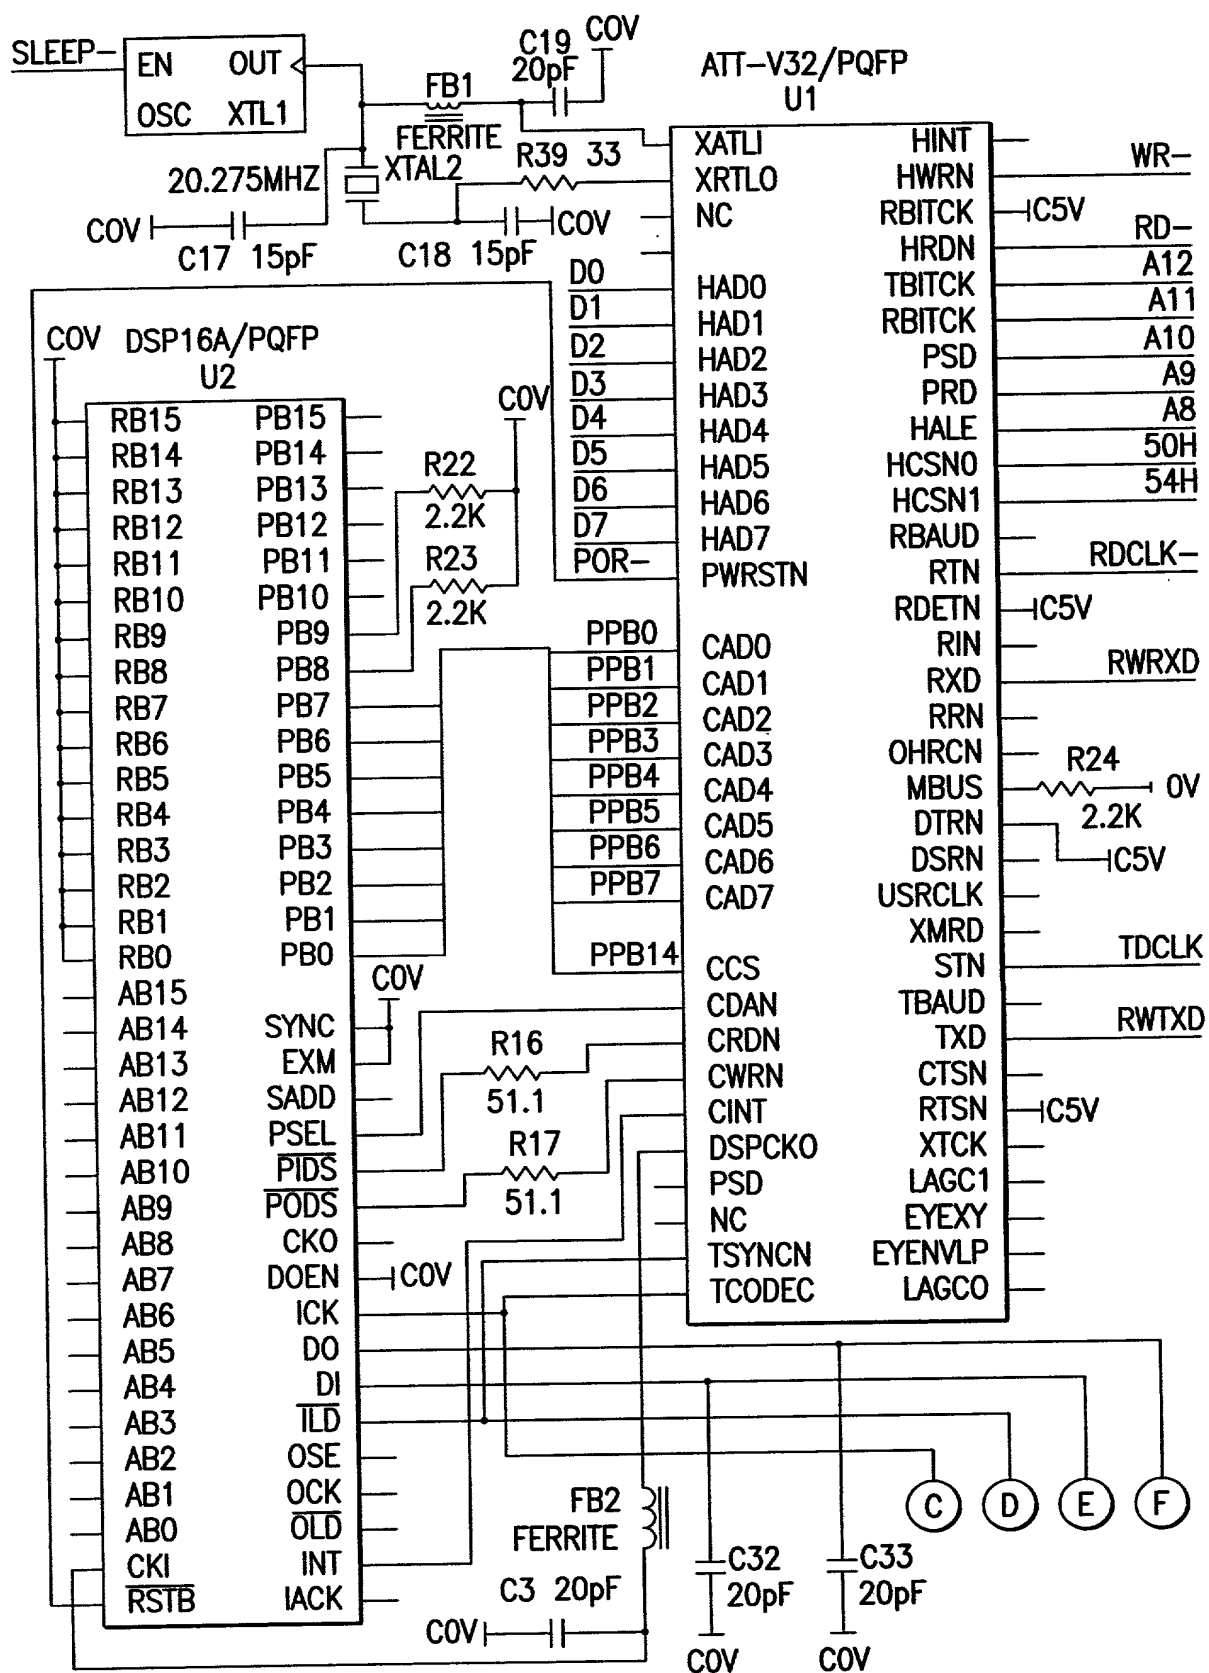 SLEEP-
EN OUT
OSC XTL1
C19
20pF
C0V
FB1
FERRITE
XTAL2
20.275MHZ
R39 33
C0V
C17 15pF
C18 15pF
C0V
ATT-V32/PQFP
U1
XATLI
XRTLO
NC
HAD0
HAD1
HAD2
HAD3
HAD4
HAD5
HAD6
HAD7
PWRSTN
CAD0
CAD1
CAD2
CAD3
CAD4
CAD5
CAD6
CAD7
CCS
CDAN
CRDN
CWRN
CINT
DSPCKO
PSD
NC
TSYNCN
TCODEC
HINT
HWRN
RBITCK
HRDN
TBITCK
RBITCK
PSD
PRD
HALE
HCSN0
HCSN1
RBAUD
RTN
RDETN
RIN
RXD
RRN
OHRCN
MBUS
DTRN
DSRN
USRCLK
XMRD
STN
TBAUD
TXD
CTSN
RTSN
XTCK
LAGC1
EYEXY
EYENVLP
LAGCO
WR-
C5V
RD-
A12
A11
A10
A9
A8
50H
54H
RDCLK-
C5V
RWRXD
R24
0V
2.2K
C5V
TDCLK
RWTXD
C5V
D0
D1
D2
D3
D4
D5
D6
D7
POR-
PPB0
PPB1
PPB2
PPB3
PPB4
PPB5
PPB6
PPB7
PPB14
C0V
DSP16A/PQFP
U2
RB15 PB15
RB14 PB14
RB13 PB13
RB12 PB12
RB11 PB11
RB10 PB10
RB9 PB9
RB8 PB8
RB7 PB7
RB6 PB6
RB5 PB5
RB4 PB4
RB3 PB3
RB2 PB2
RB1 PB1
RB0 PB0
AB15
AB14 SYNC
AB13 EXM
AB12 SADD
AB11 PSEL
AB10 PIDS
AB9 PODS
AB8 CKO
AB7 DOEN
AB6 ICK
AB5 DO
AB4 DI
AB3 ILD
AB2 OSE
AB1 OCK
AB0 OLD
CKI INT
RSTB IACK
C0V
R22
2.2K
R23
2.2K
C0V
R16
51.1
R17
51.1
C0V
FB2
FERRITE
C3 20pF
C0V
C32
20pF
C0V
C33
20pF
C0V
C
D
E
F